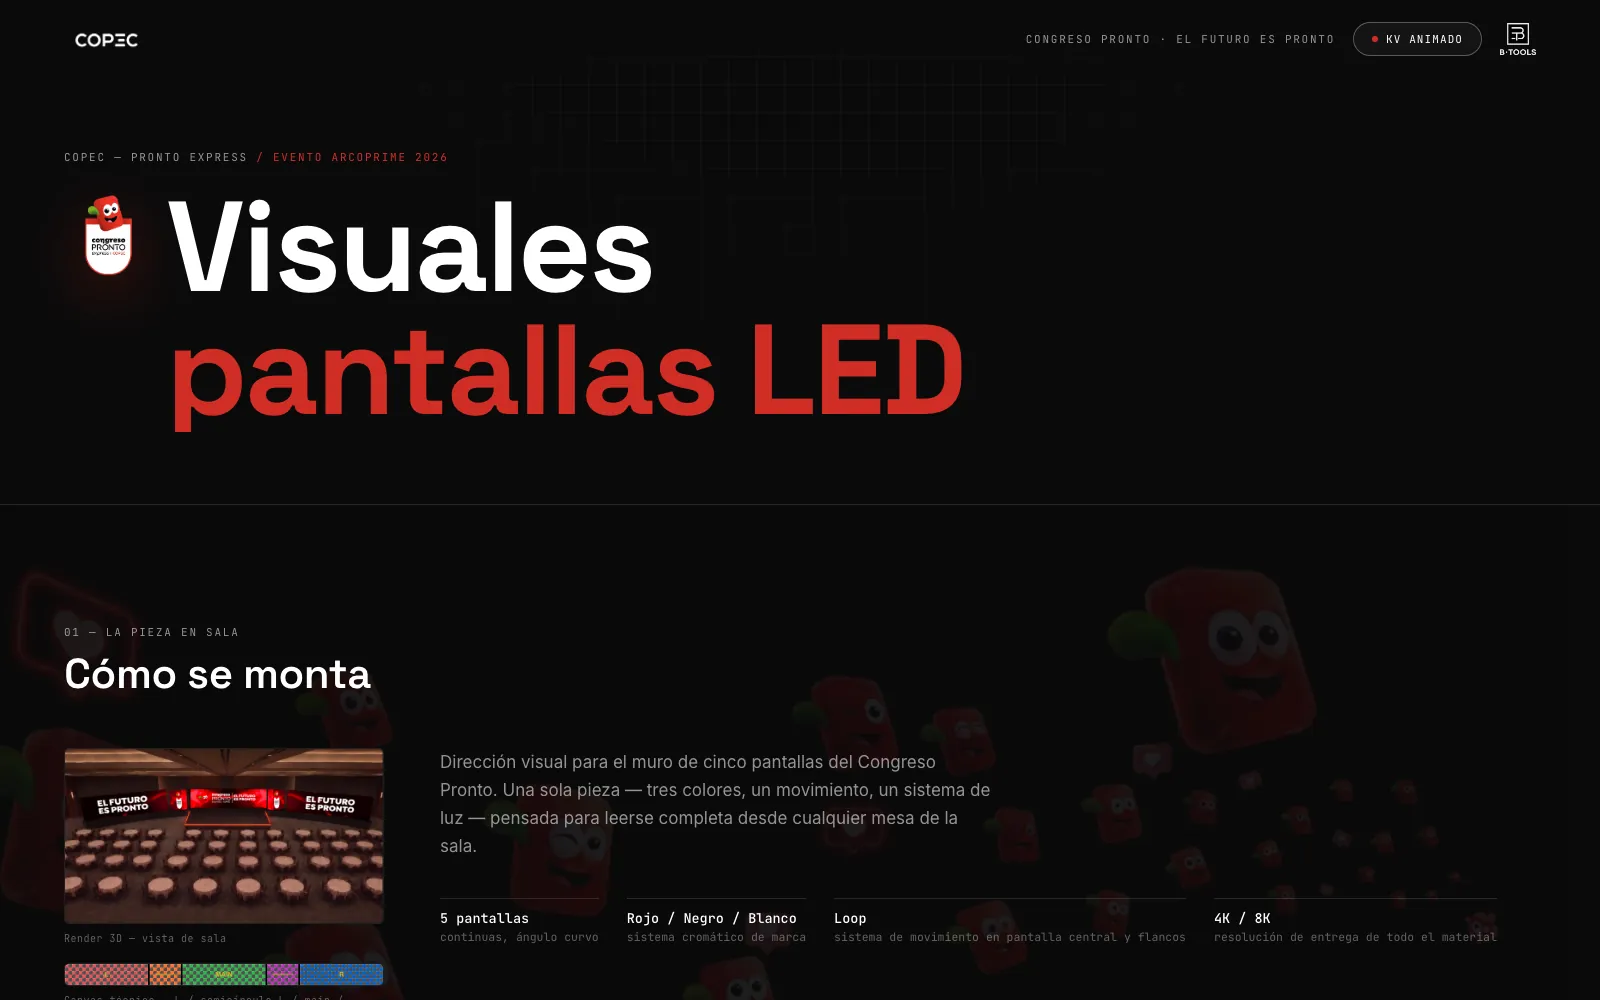 COPEC
CONGRESO PRONTO · EL FUTURO ES PRONTO
KV ANIMADO
B·TOOLS
COPEC — PRONTO EXPRESS / EVENTO ARCOPRIME 2026
congreso
PRONTO
Visuales
pantallas LED
01 — LA PIEZA EN SALA
Cómo se monta
EL FUTURO
ES PRONTO
EL FUTURO
ES PRONTO
Render 3D — vista de sala
MAIN
R
Dirección visual para el muro de cinco pantallas del Congreso
Pronto. Una sola pieza — tres colores, un movimiento, un sistema de
luz — pensada para leerse completa desde cualquier mesa de la
sala.
5 pantallas
continuas, ángulo curvo
Rojo / Negro / Blanco
sistema cromático de marca
Loop
sistema de movimiento en pantalla central y flancos
4K / 8K
resolución de entrega de todo el material